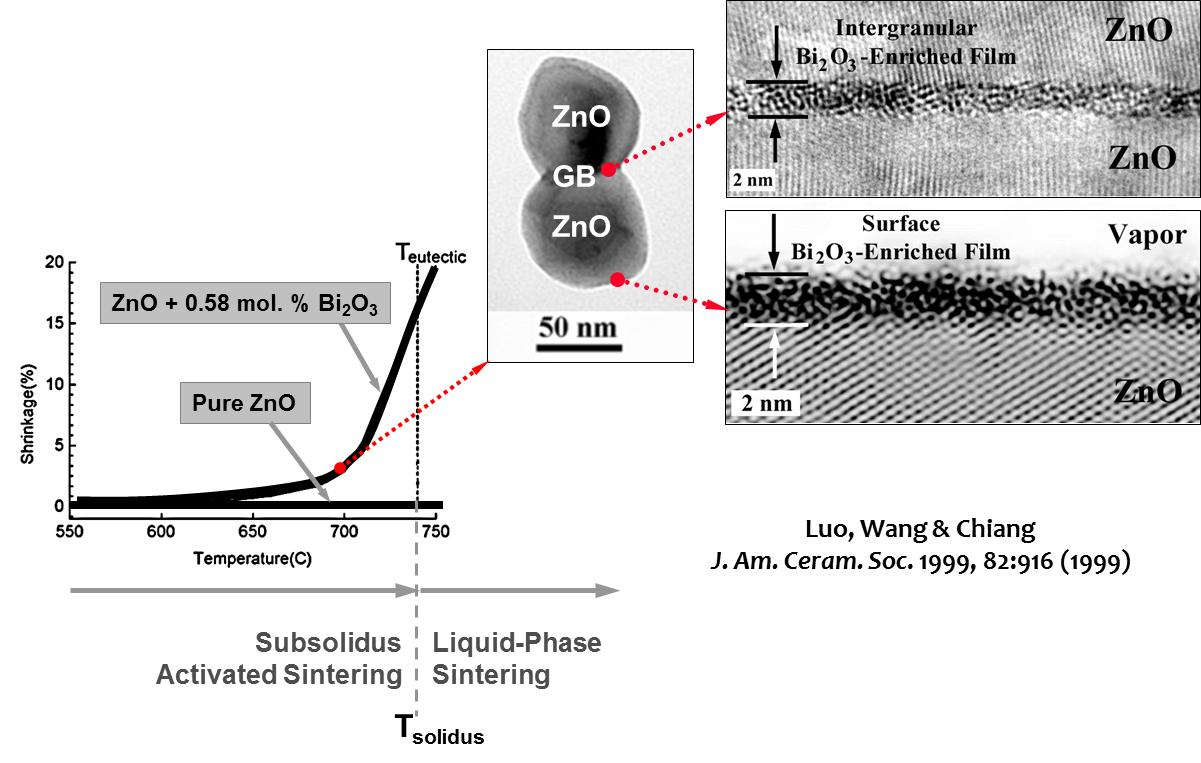 T_eutectic
20
15
10
5
0
Shrinkage(%)
ZnO + 0.58 mol. % Bi₂O₃
Pure ZnO
550 600 650 700 750
Temperature(C)
Subsolidus
Activated Sintering
Liquid-Phase
Sintering
T_solidus
ZnO
GB
ZnO
50 nm
Intergranular
Bi₂O₃-Enriched Film
ZnO
ZnO
2 nm
Surface
Bi₂O₃-Enriched Film
Vapor
2 nm
ZnO
Luo, Wang & Chiang
J. Am. Ceram. Soc. 1999, 82:916 (1999)